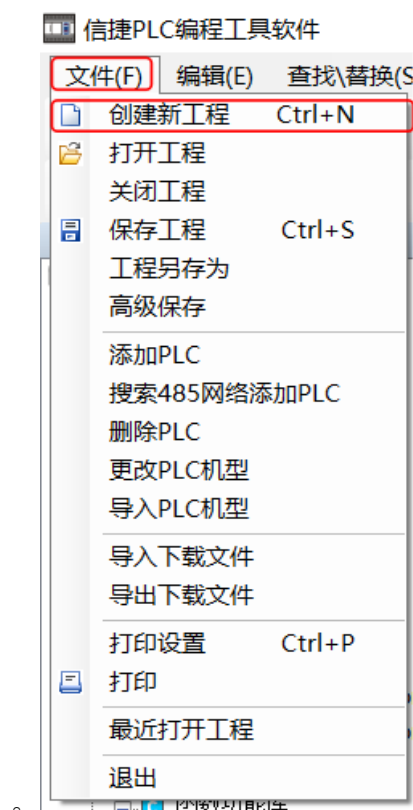 信捷PLC编程工具软件
文件(F) 编辑(E) 查找\替换(S
创建新工程 Ctrl+N
打开工程
关闭工程
保存工程 Ctrl+S
工程另存为
高级保存
添加PLC
搜索485网络添加PLC
删除PLC
更改PLC机型
导入PLC机型
导入下载文件
导出下载文件
打印设置 Ctrl+P
打印
最近打开工程
退出